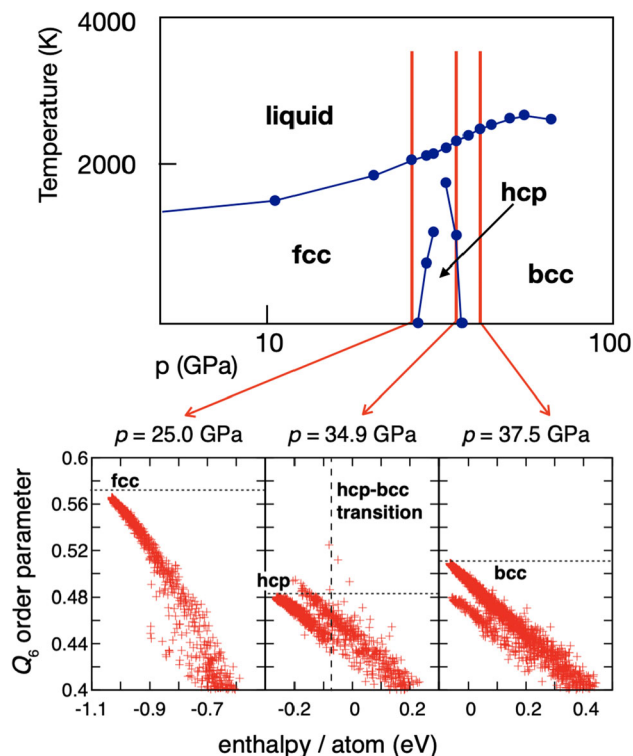 4000
Temperature (K)
liquid
2000
hcp
fcc
bcc
10
100
p (GPa)
p = 25.0 GPa
p = 34.9 GPa
p = 37.5 GPa
0.6
fcc
hcp-bcc
transition
0.56
Q6 order parameter
0.52
hcp
bcc
0.48
0.44
0.4
-1.1
-0.9
-0.7
-0.2
0
0.2
0
0.2
0.4
enthalpy / atom (eV)